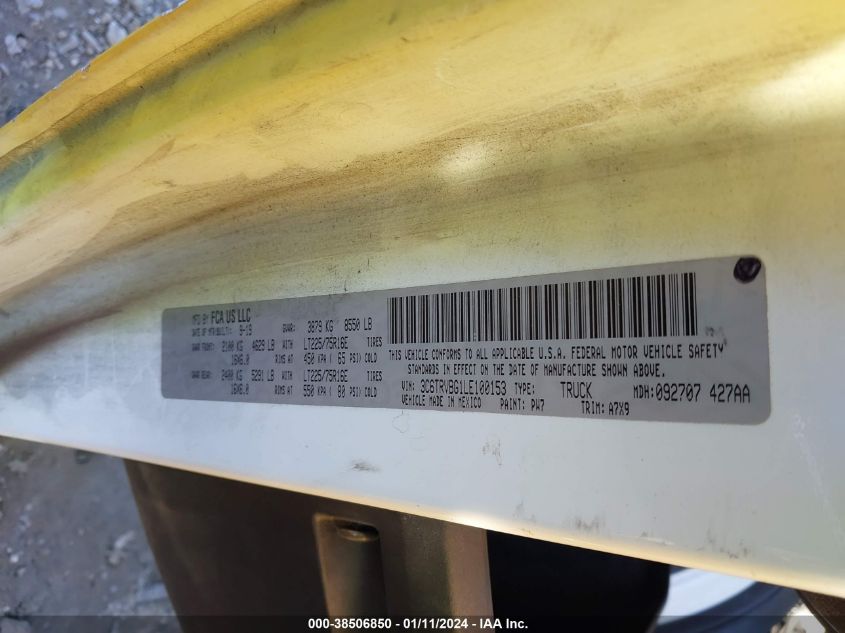 MFD BY FCA US LLC
DATE OF MFR(BUILT): 9-19 GVWR: 3879 KG 8550 LB
GAWR FRONT: 2100 KG 4629 LB WITH LT225/75R16E TIRES
16X6.0 RIMS AT 450 KPA ( 65 PSI) COLD
GAWR REAR: 2400 KG 5291 LB WITH LT225/75R16E TIRES
16X6.0 RIMS AT 550 KPA ( 80 PSI) COLD
THIS VEHICLE CONFORMS TO ALL APPLICABLE U.S.A. FEDERAL MOTOR VEHICLE SAFETY
STANDARDS IN EFFECT ON THE DATE OF MANUFACTURE SHOWN ABOVE.
VIN: 3C6TRVBG1LE100153 TYPE: TRUCK MDH:092707 427AA
VEHICLE MADE IN MEXICO PAINT: PW7 TRIM: A7X9
000-38506850 - 01/11/2024 - IAA Inc.